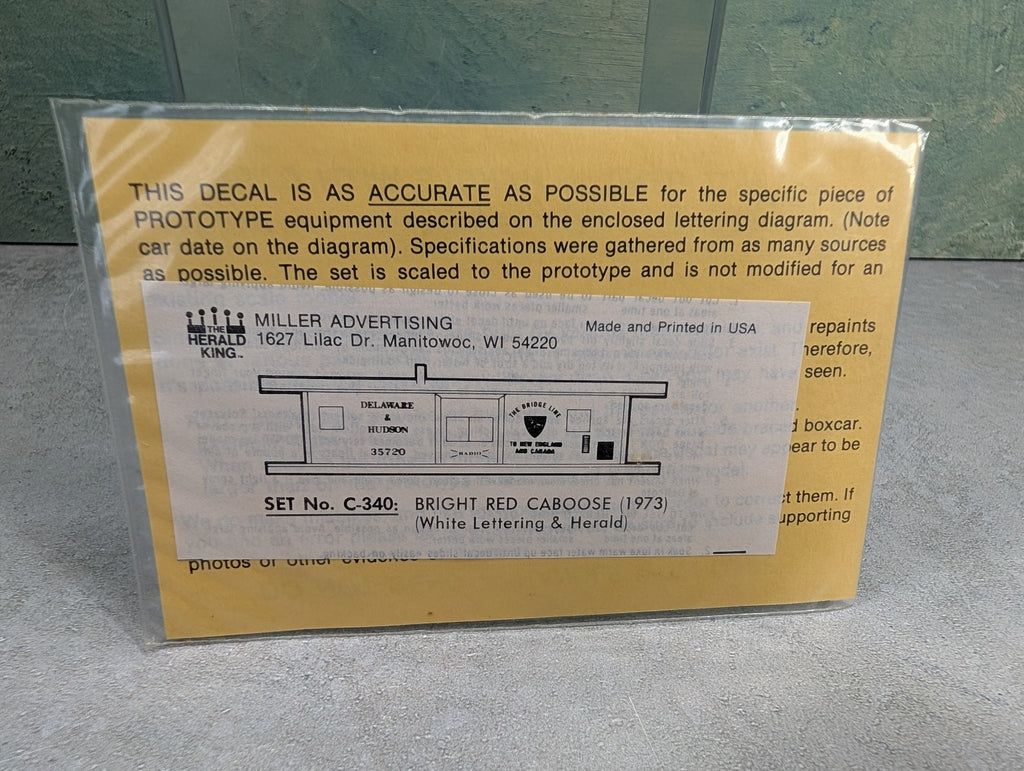 THIS DECAL IS AS ACCURATE AS POSSIBLE for the specific piece of
PROTOTYPE equipment described on the enclosed lettering diagram. (Note
car date on the diagram). Specifications were gathered from as many sources
as possible. The set is scaled to the prototype and is not modified for an
repaints
Therefore,
seen.
boxcar.
ear to be
ct them. If
upporting
photos or other evidence
THE
HERALD
KING™
MILLER ADVERTISING
1627 Lilac Dr. Manitowoc, WI 54220
Made and Printed in USA
DELAWARE
&
HUDSON
35720
RADIO
THE BRIDGE LINE
TO NEW ENGLAND
AND CANADA
SET No. C-340: BRIGHT RED CABOOSE (1973)
(White Lettering & Herald)